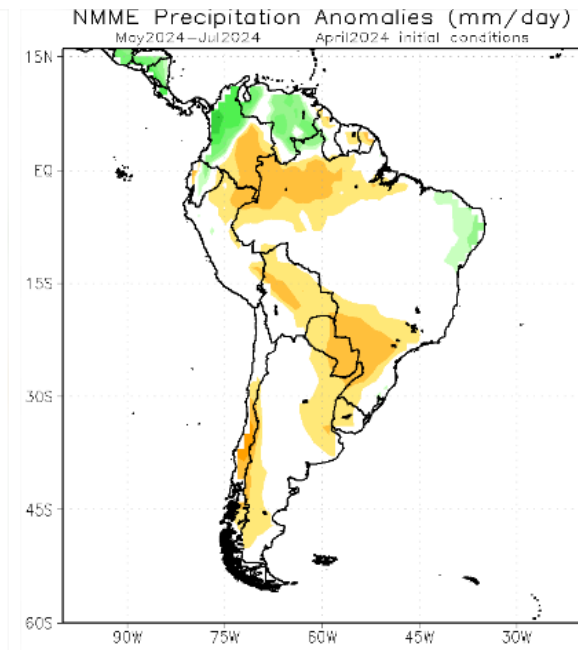 NMME Precipitation Anomalies (mm/day)
May2024-Jul2024 April2024 initial conditions
15N
EQ
15S
30S
45S
60S
90W 75W 60W 45W 30W